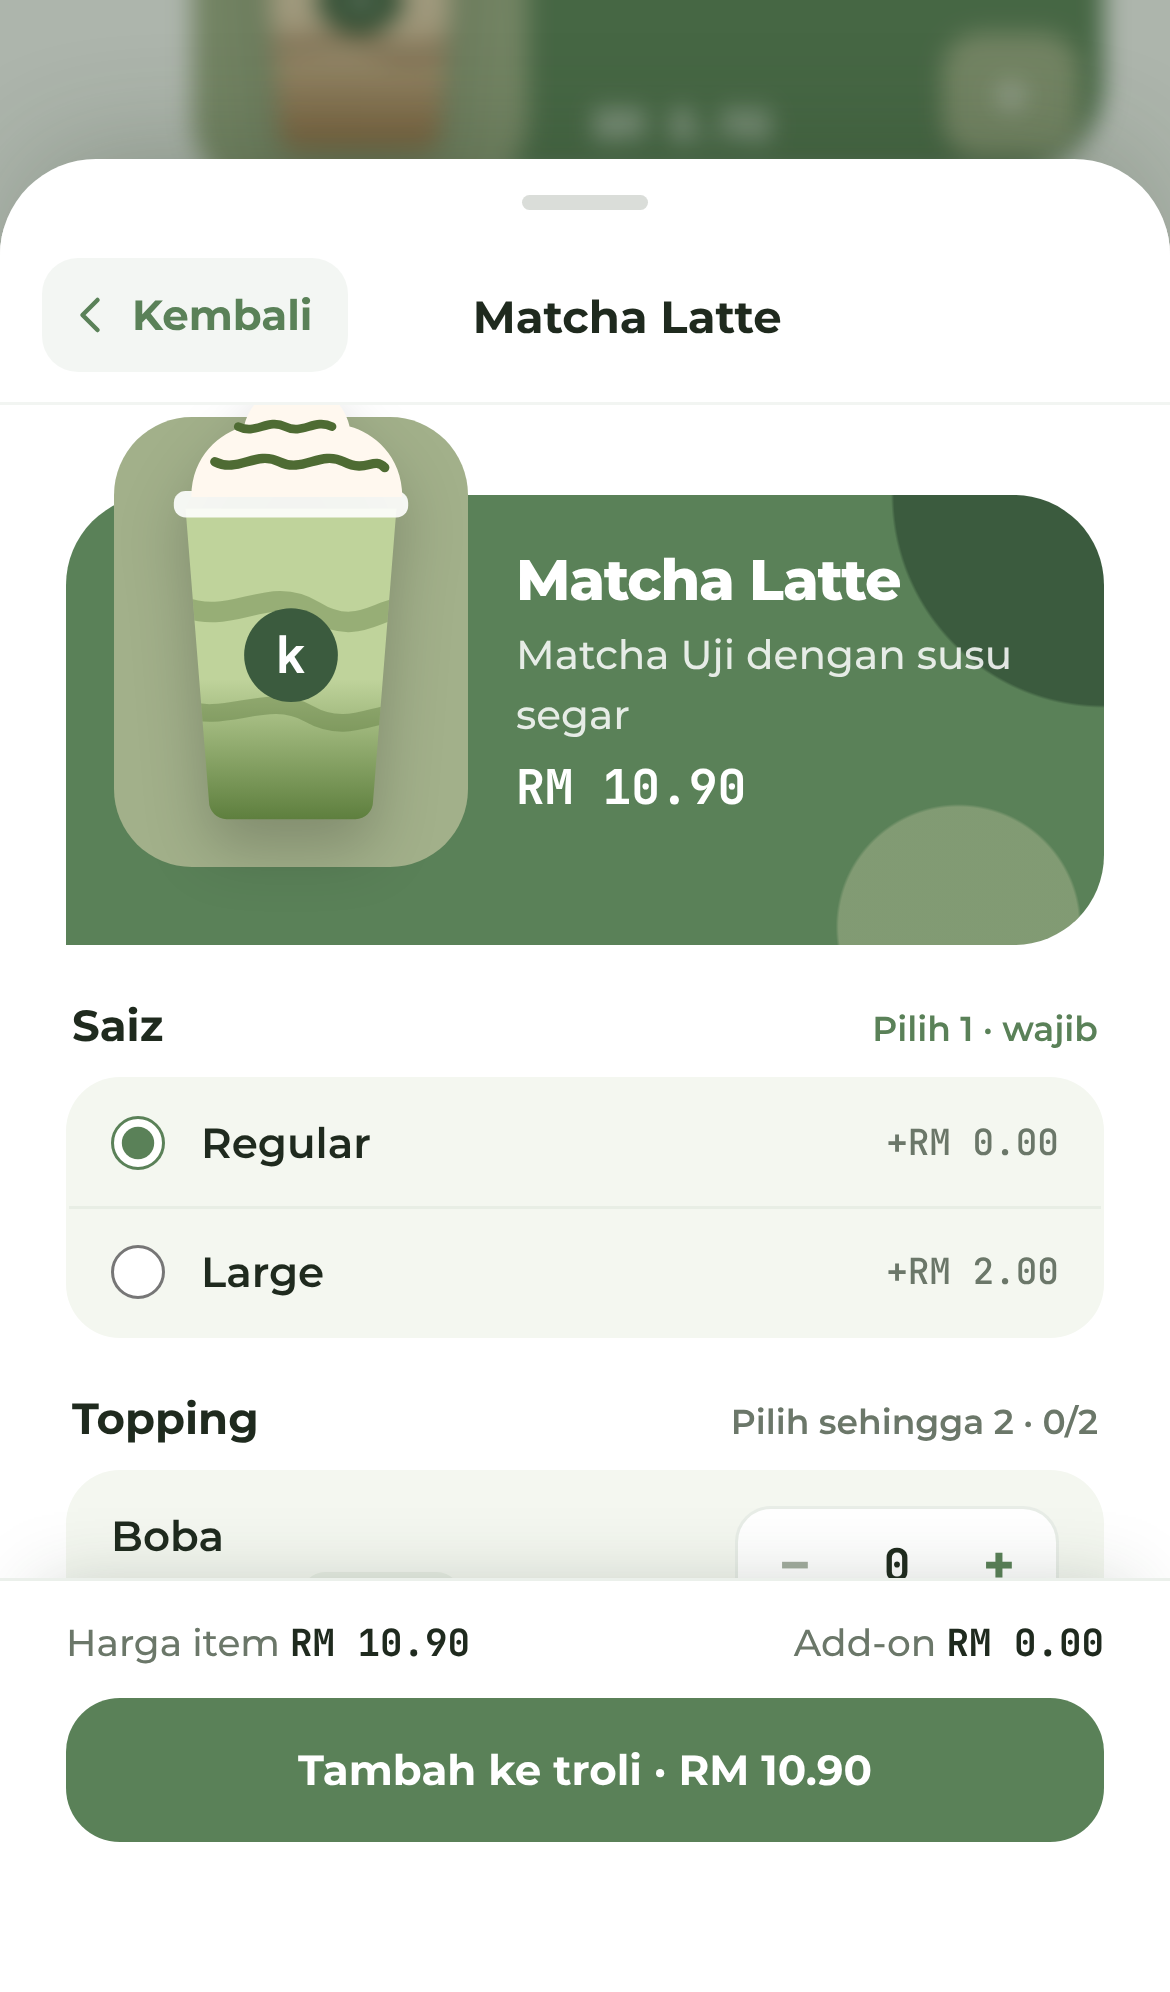 Kembali
Matcha Latte
k
Matcha Latte
Matcha Uji dengan susu
segar
RM 10.90
Saiz
Pilih 1 · wajib
Regular
+RM 0.00
Large
+RM 2.00
Topping
Pilih sehingga 2 · 0/2
Boba
− 0 +
Harga item RM 10.90
Add-on RM 0.00
Tambah ke troli · RM 10.90